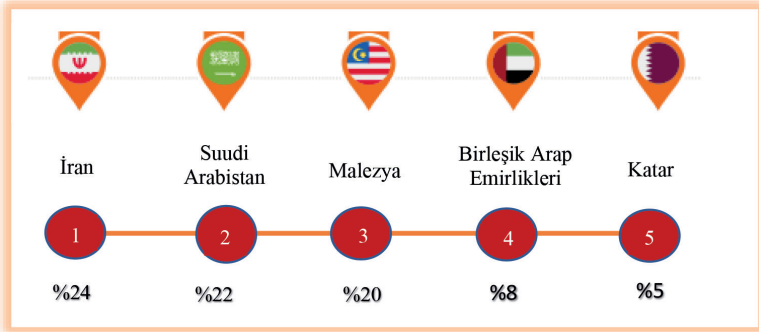 İran
Suudi
Arabistan
Malezya
Birleşik Arap
Emirlikleri
Katar
1
2
3
4
5
%24
%22
%20
%8
%5